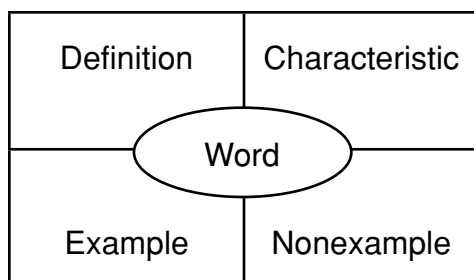 Definition
Characteristic
Word
Example
Nonexample